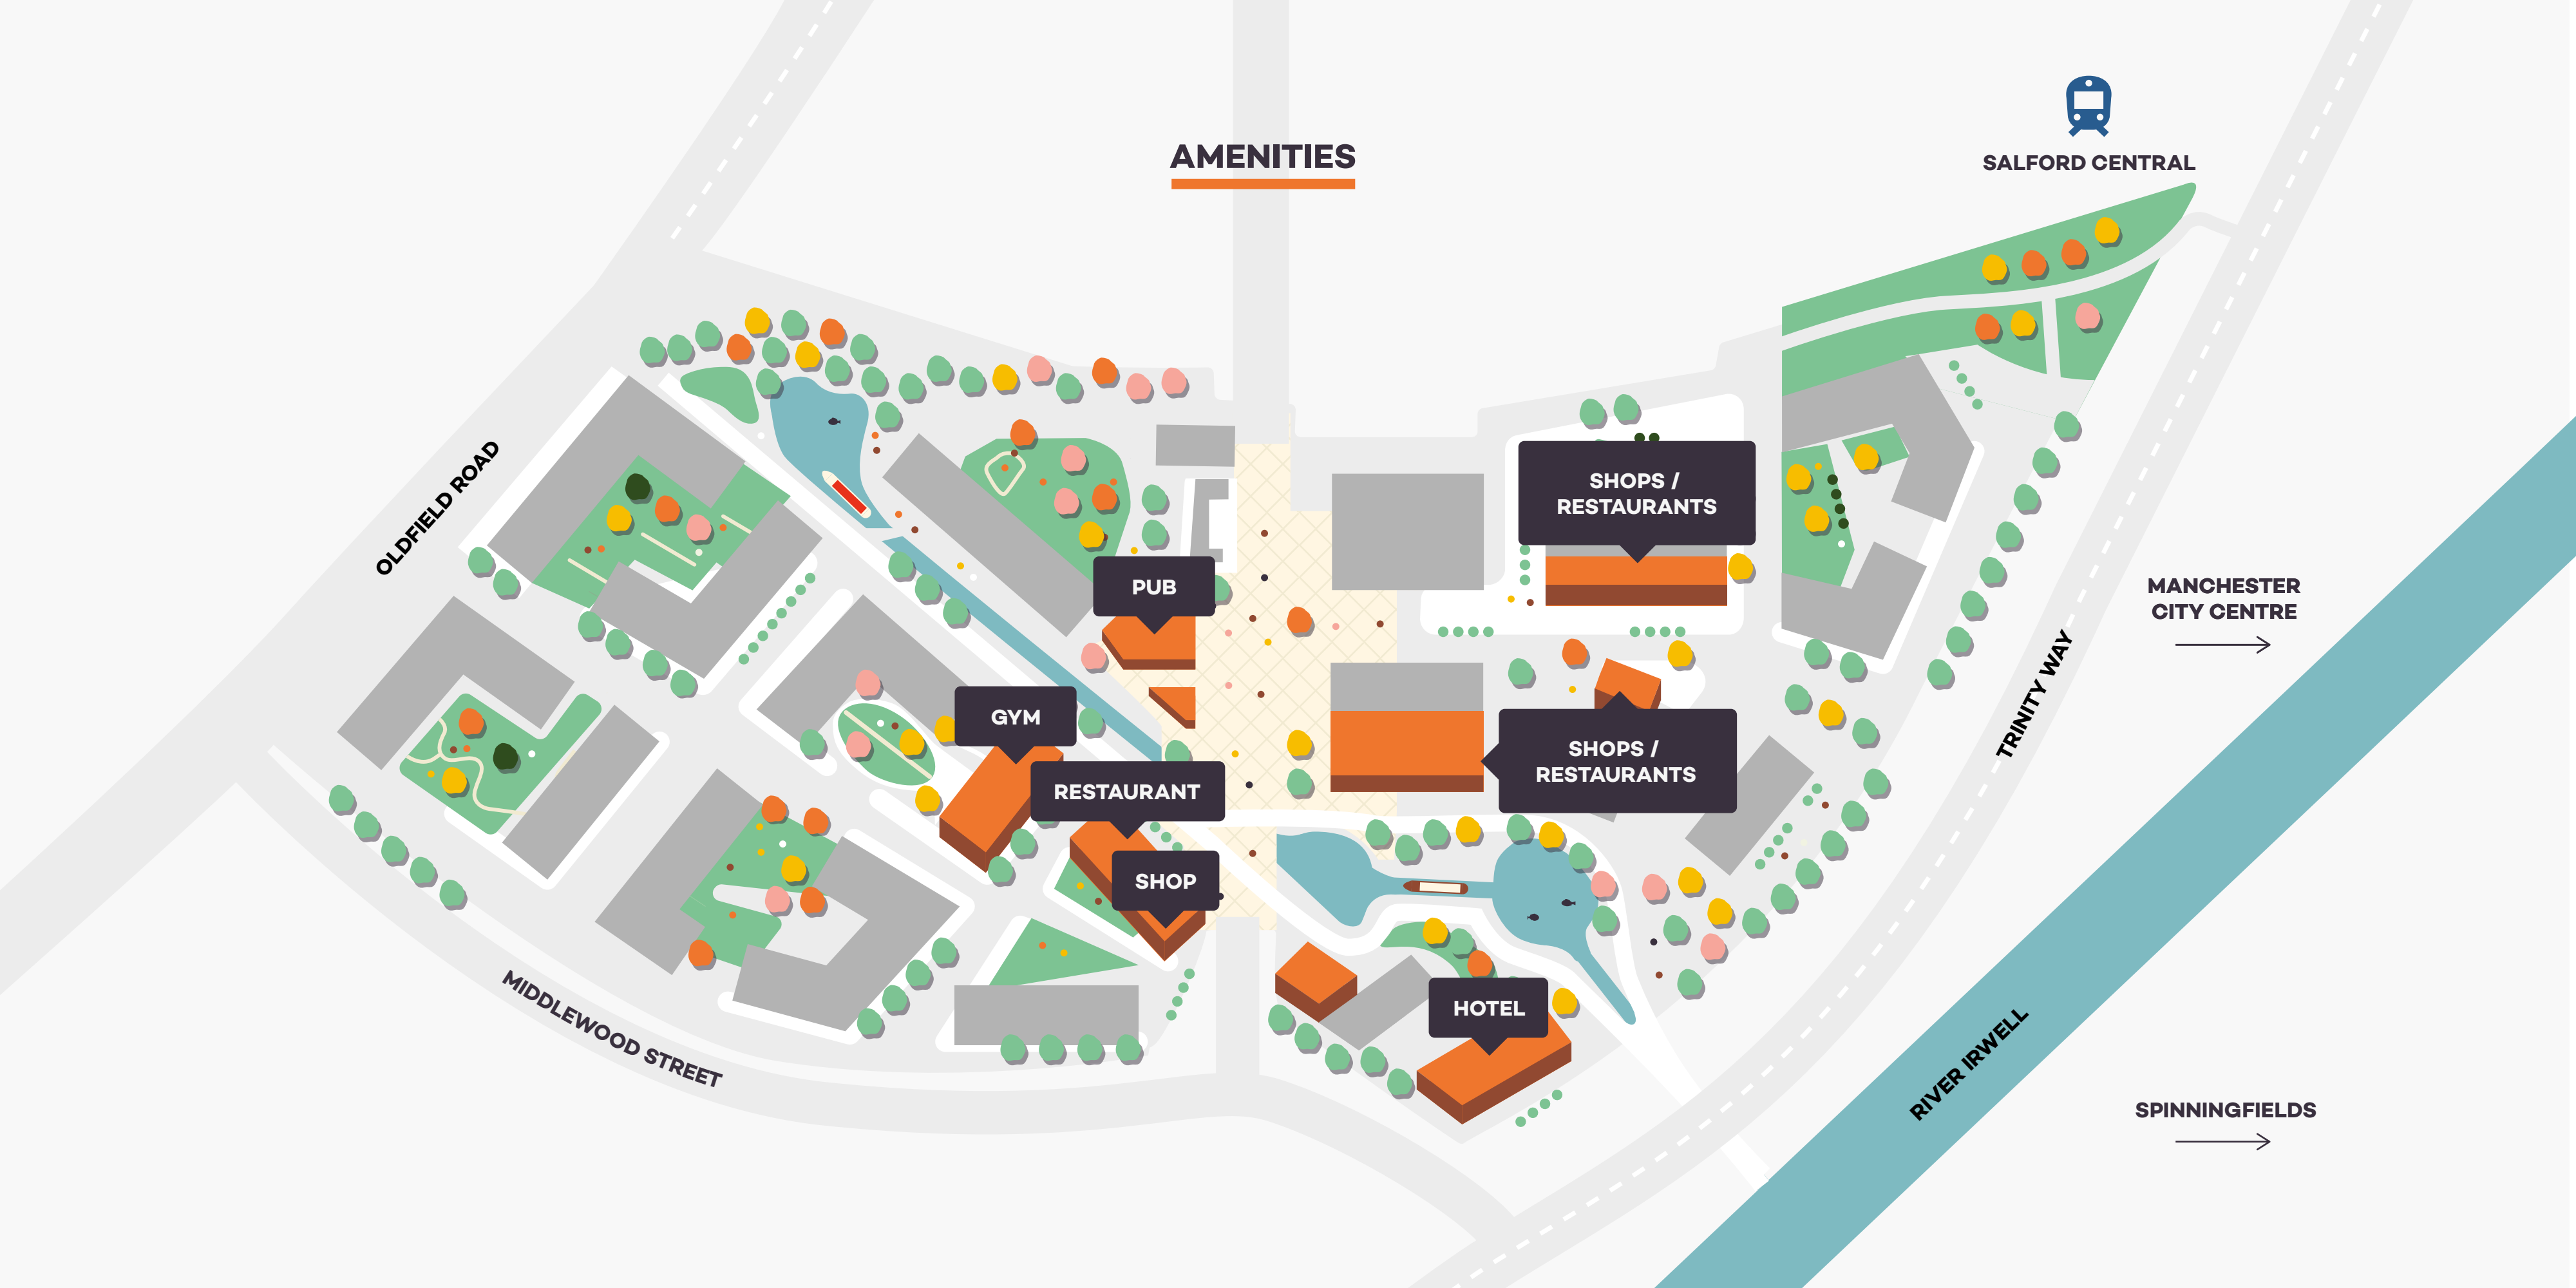 AMENITIES
SALFORD CENTRAL
OLDFIELD ROAD
SHOPS /
RESTAURANTS
PUB
MANCHESTER
CITY CENTRE
GYM
TRINITY WAY
SHOPS /
RESTAURANTS
RESTAURANT
SHOP
HOTEL
MIDDLEWOOD STREET
RIVER IRWELL
SPINNINGFIELDS